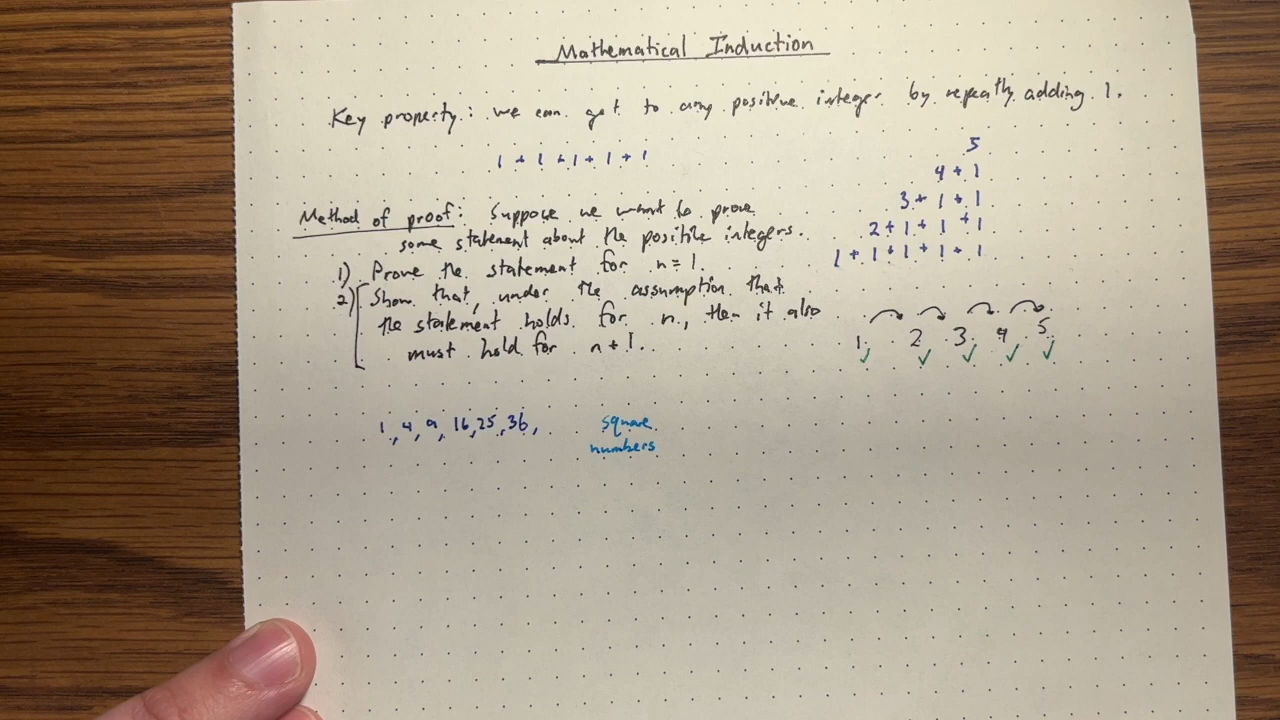 Mathematical Induction
Key property: we can get to any positive integer by repeatly adding 1.
1 + 1 + 1 + 1 + 1
5
4 + 1
3 + 1 + 1
2 + 1 + 1 + 1
1 + 1 + 1 + 1 + 1
Method of proof: Suppose we want to prove
some statement about the positive integers.
1) Prove the statement for n = 1.
2) Show that, under the assumption that
the statement holds for n, then it also
must hold for n + 1.
1 2 3 4 5
✓ ✓ ✓ ✓ ✓
1, 4, 9, 16, 25, 36,
square
numbers